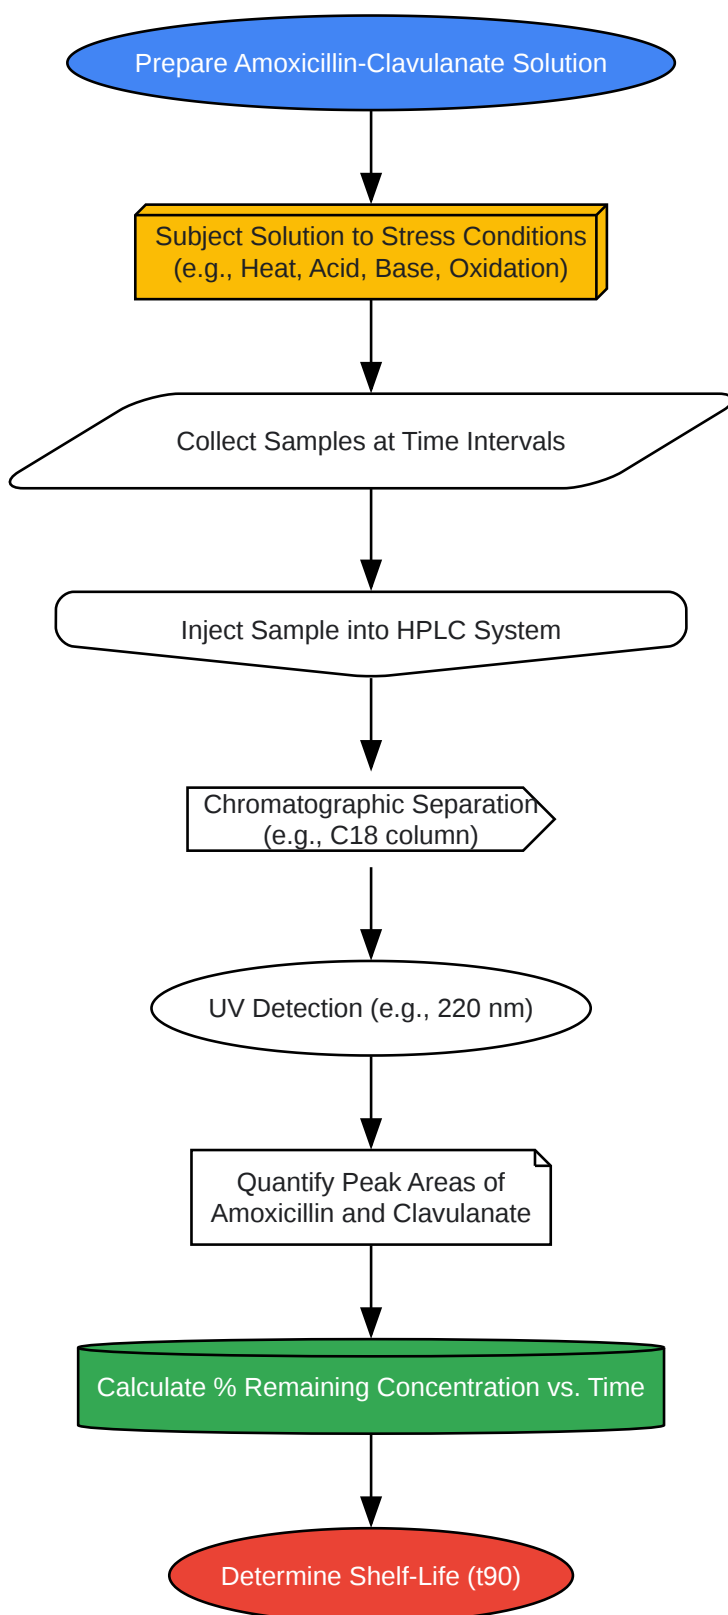 Prepare Amoxicillin-Clavulanate Solution
Subject Solution to Stress Conditions
(e.g., Heat, Acid, Base, Oxidation)
Collect Samples at Time Intervals
Inject Sample into HPLC System
Chromatographic Separation
(e.g., C18 column)
UV Detection (e.g., 220 nm)
Quantify Peak Areas of
Amoxicillin and Clavulanate
Calculate % Remaining Concentration vs. Time
Determine Shelf-Life (t90)